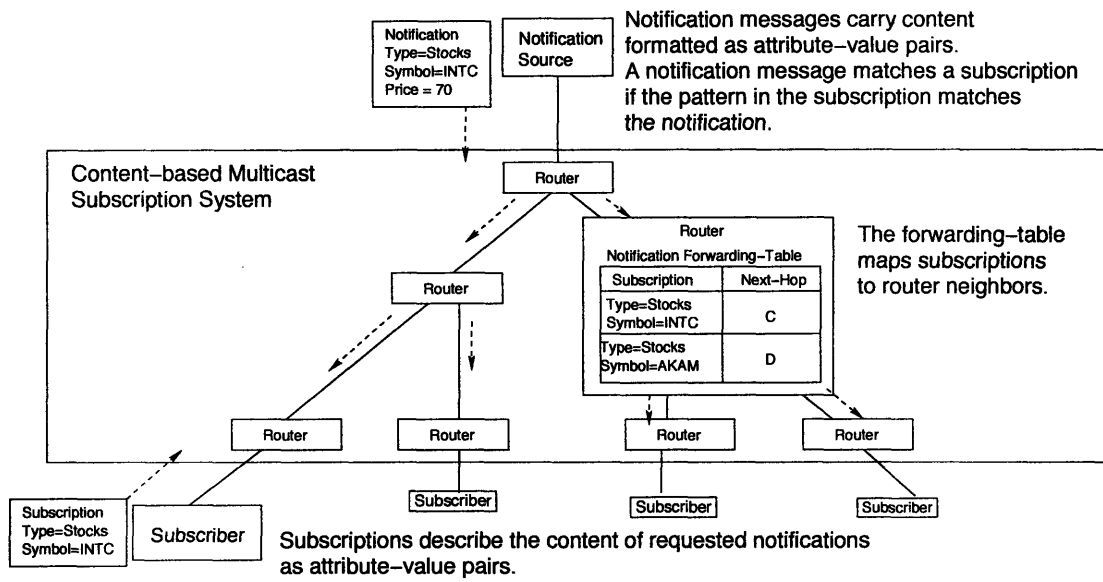 Notification
Type=Stocks
Symbol=INTC
Price = 70
Notification
Source
Notification messages carry content
formatted as attribute–value pairs.
A notification message matches a subscription
if the pattern in the subscription matches
the notification.
Content–based Multicast
Subscription System
Router
Router
Router
Notification Forwarding–Table
Subscription Next–Hop
Type=Stocks
Symbol=INTC
C
Type=Stocks
Symbol=AKAM
D
The forwarding–table
maps subscriptions
to router neighbors.
Router
Router
Router
Router
Subscription
Type=Stocks
Symbol=INTC
Subscriber
Subscriber
Subscriber
Subscriber
Subscriptions describe the content of requested notifications
as attribute–value pairs.